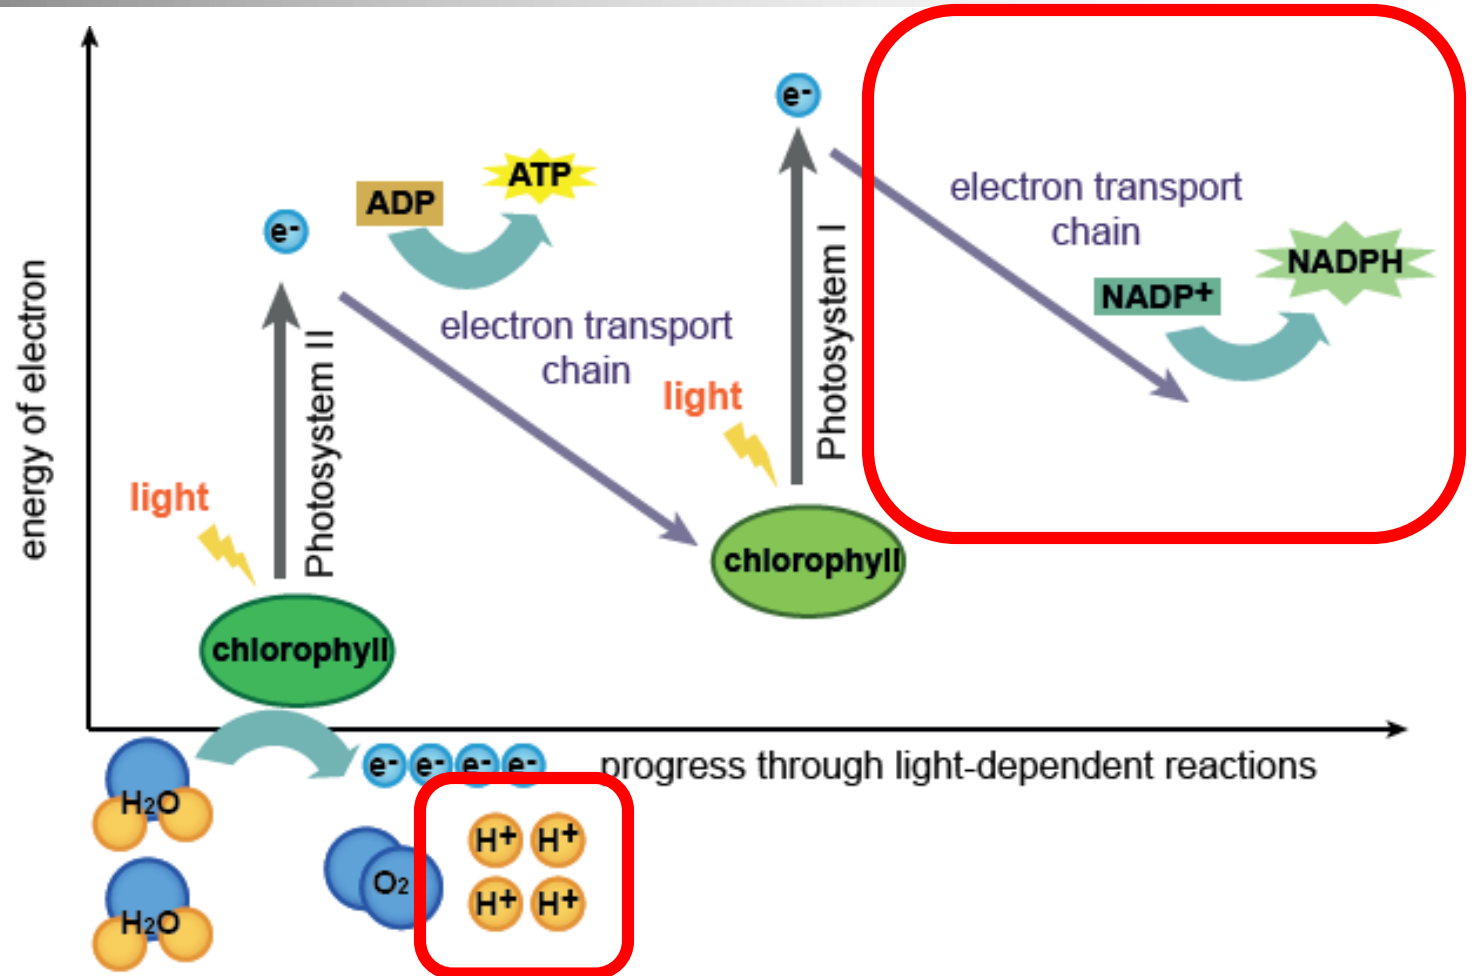 energy of electron
light
chlorophyll
Photosystem II
e-
ADP
ATP
electron transport
chain
light
chlorophyll
Photosystem I
e-
electron transport
chain
NADP+
NADPH
progress through light-dependent reactions
H2O
H2O
e- e- e- e-
O2
H+ H+
H+ H+